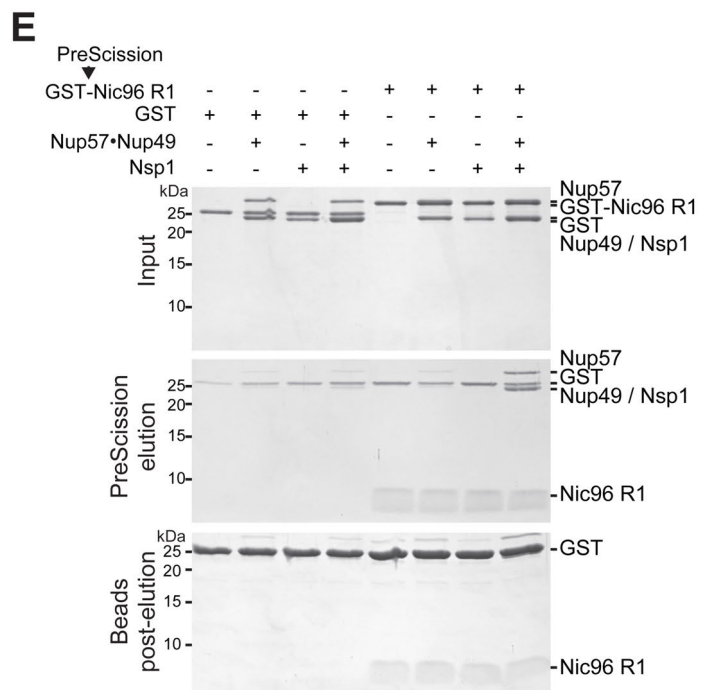 E
PreScission
GST-Nic96 R1 - - - - + + + +
GST + + + + - - - -
Nup57•Nup49 - + - + - + - +
Nsp1 - - + + - - + +
kDa
25
20
15
10
Input
Nup57
GST-Nic96 R1
GST
Nup49 / Nsp1
25
20
15
10
PreScission
elution
Nup57
GST
Nup49 / Nsp1
Nic96 R1
kDa
25
20
15
10
Beads
post-elution
GST
Nic96 R1